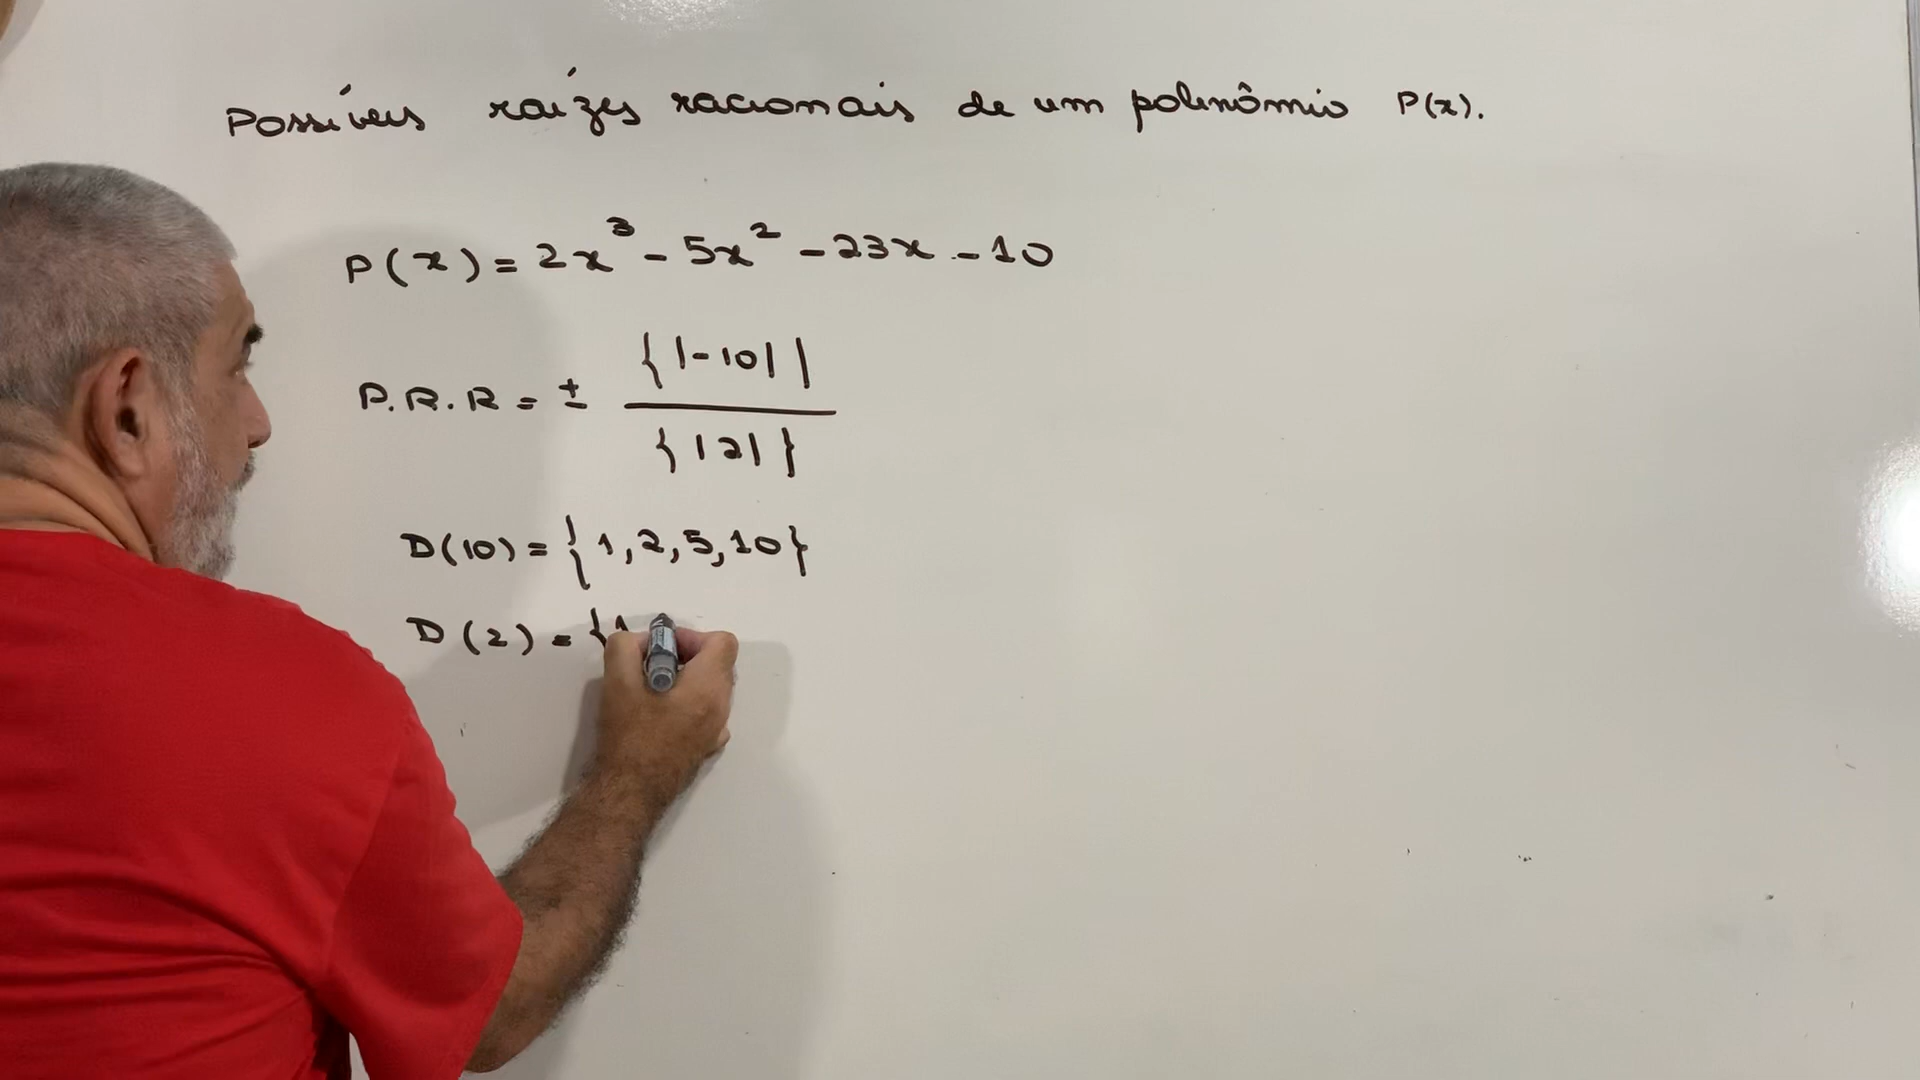 Possíveis raízes racionais de um polinômio P(x).
P(x) = 2x³ - 5x² - 23x - 10
P.R.R = ± {|-10||
{|2|}
D(10) = {1, 2, 5, 10}
D(2) = {1